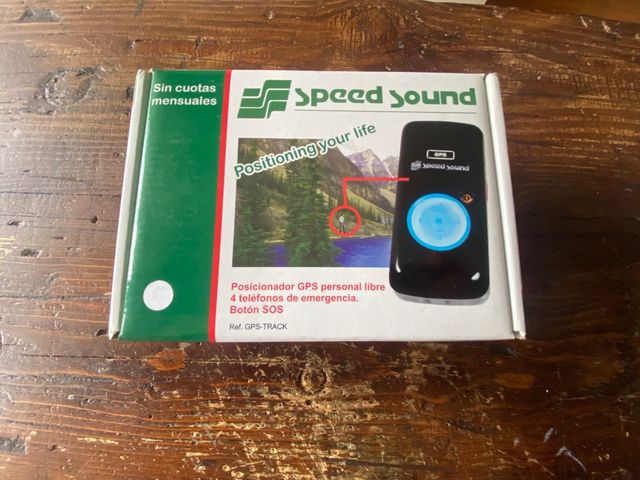 Sin cuotas
mensuales
speed sound
Positioning your life
GPS
speed sound
Posicionador GPS personal libre
4 teléfonos de emergencia.
Botón SOS
Ref. GPS-TRACK